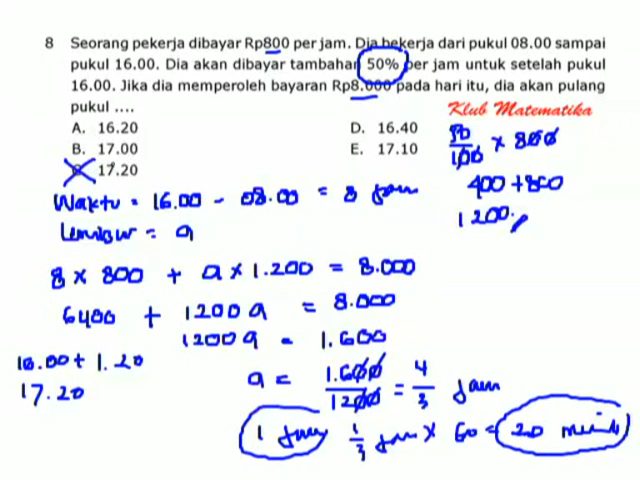 8 Seorang pekerja dibayar Rp800 per jam. Dia bekerja dari pukul 08.00 sampai
pukul 16.00. Dia akan dibayar tambahan 50% per jam untuk setelah pukul
16.00. Jika dia memperoleh bayaran Rp8.000 pada hari itu, dia akan pulang
pukul ....
Klub Matematika
A. 16.20 D. 16.40
B. 17.00 E. 17.10
17.20
50/100 × 800
400 + 800
1200
Waktu = 16.00 - 08.00 = 8 Jam
Lembur = a
8 × 800 + a × 1.200 = 8.000
6400 + 1200 a = 8.000
1200 a = 1.600
16.00 + 1.20
17.20
a = 1.600/1200 = 4/3 Jam
1 Jam 1/3 Jam × 60 = 20 menit